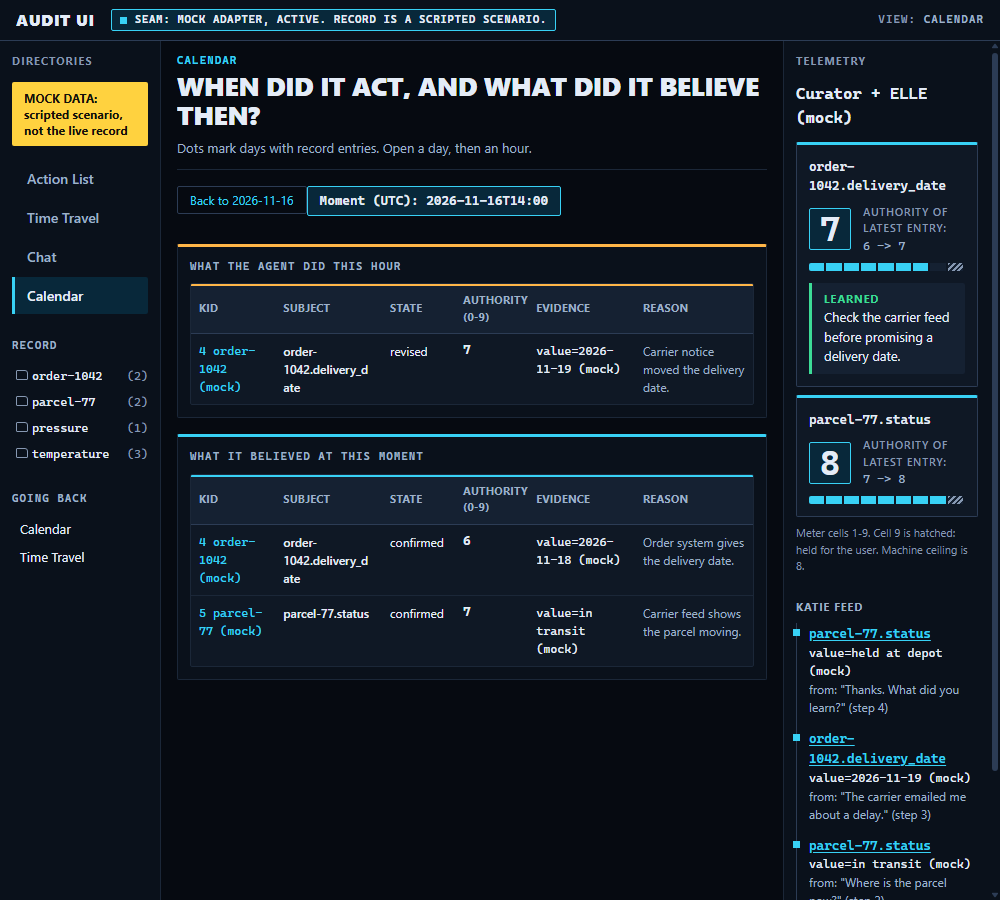 AUDIT UI
SEAM: MOCK ADAPTER, ACTIVE. RECORD IS A SCRIPTED SCENARIO.
VIEW: CALENDAR
DIRECTORIES
MOCK DATA:
scripted scenario,
not the live record
Action List
Time Travel
Chat
Calendar
RECORD
order-1042 (2)
parcel-77 (2)
pressure (1)
temperature (3)
GOING BACK
Calendar
Time Travel
CALENDAR
WHEN DID IT ACT, AND WHAT DID IT BELIEVE
THEN?
Dots mark days with record entries. Open a day, then an hour.
Back to 2026-11-16
Moment (UTC): 2026-11-16T14:00
WHAT THE AGENT DID THIS HOUR
KID SUBJECT STATE AUTHORITY (0-9) EVIDENCE REASON
4 order-
1042
(mock)
order-
1042.delivery_d
ate
revised
7
value=2026-
11-19 (mock)
Carrier notice
moved the delivery
date.
WHAT IT BELIEVED AT THIS MOMENT
KID SUBJECT STATE AUTHORITY (0-9) EVIDENCE REASON
4 order-
1042
(mock)
order-
1042.delivery_d
ate
confirmed
6
value=2026-
11-18 (mock)
Order system gives
the delivery date.
5 parcel-
77 (mock)
parcel-77.status
confirmed
7
value=in
transit
(mock)
Carrier feed shows
the parcel moving.
TELEMETRY
Curator + ELLE
(mock)
order-
1042.delivery_date
7
AUTHORITY OF
LATEST ENTRY:
6 -> 7
LEARNED
Check the carrier feed
before promising a
delivery date.
parcel-77.status
8
AUTHORITY OF
LATEST ENTRY:
7 -> 8
Meter cells 1-9. Cell 9 is hatched:
held for the user. Machine ceiling is
8.
KATIE FEED
parcel-77.status
value=held at depot
(mock)
from: "Thanks. What did you
learn?" (step 4)
order-
1042.delivery_date
value=2026-11-19 (mock)
from: "The carrier emailed me
about a delay." (step 3)
parcel-77.status
value=in transit (mock)
from: "Where is the parcel